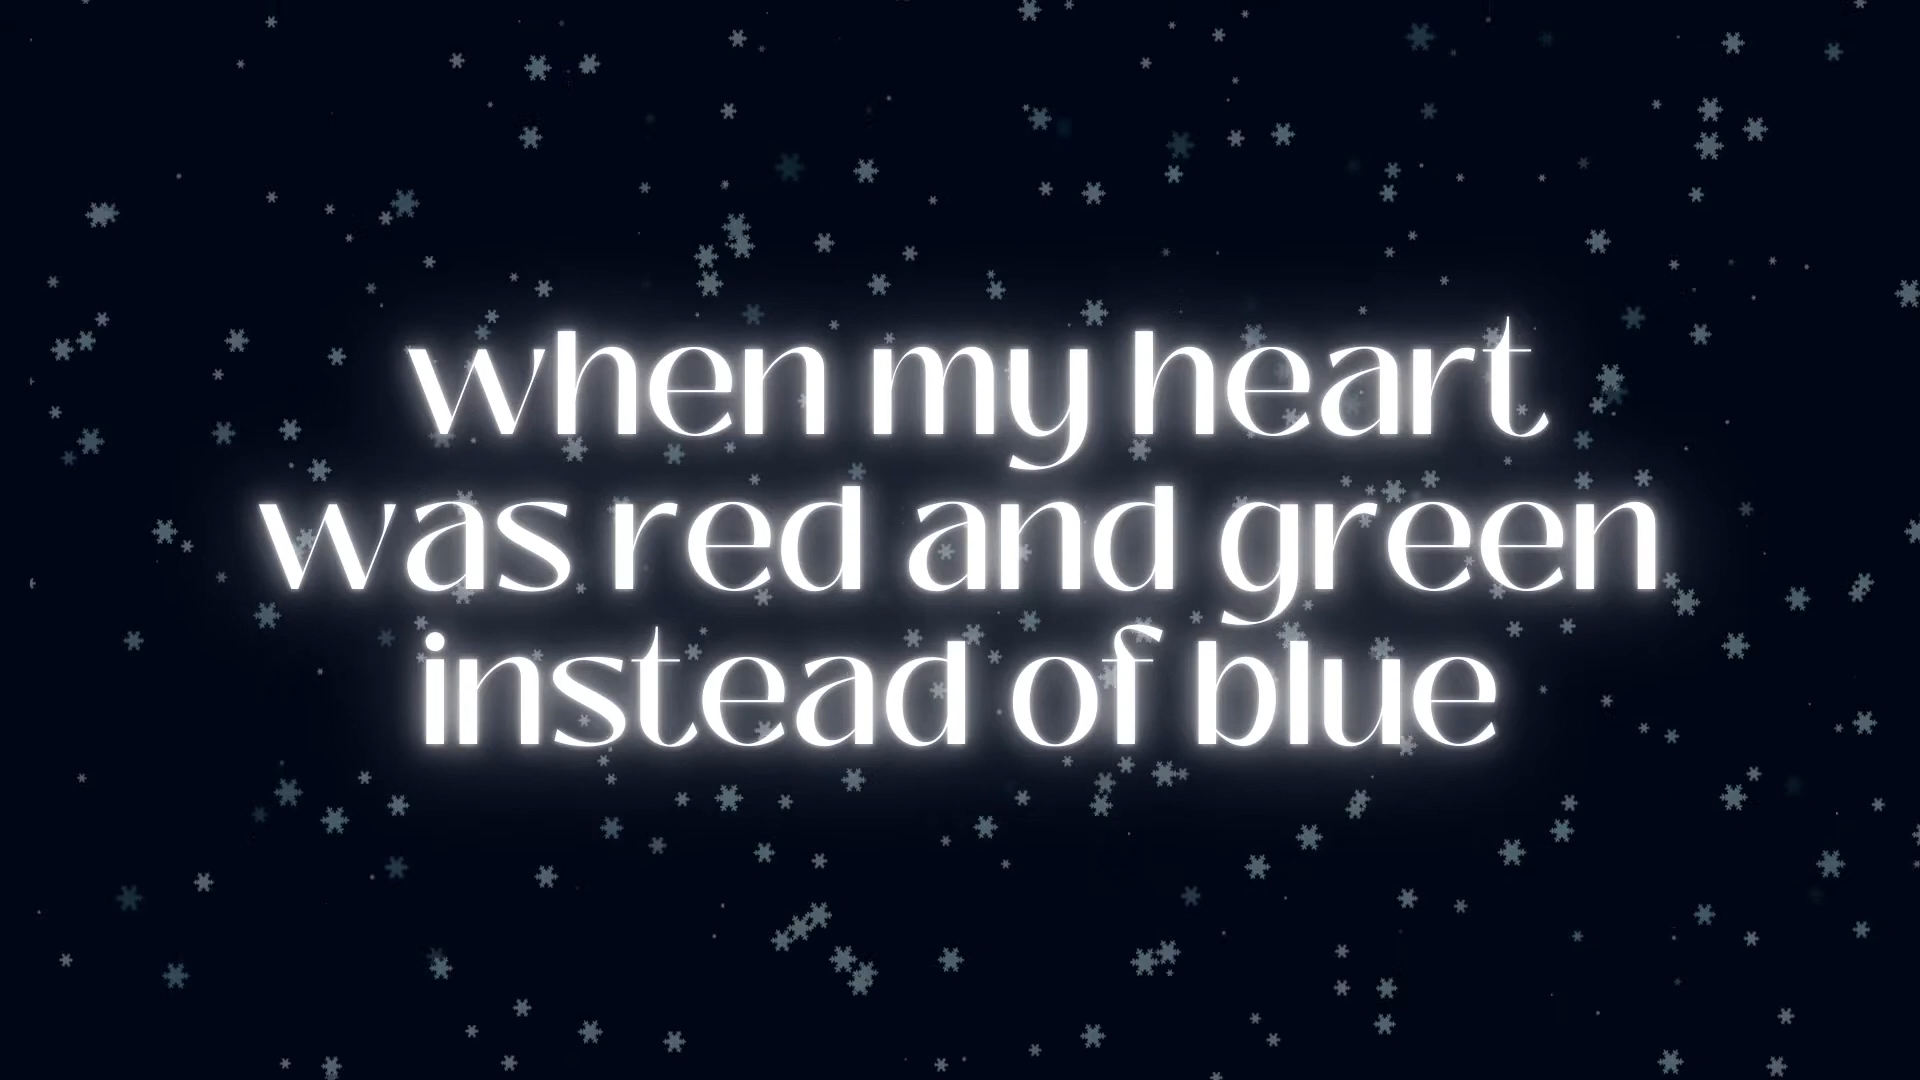 when my heart
was red and green
instead of blue